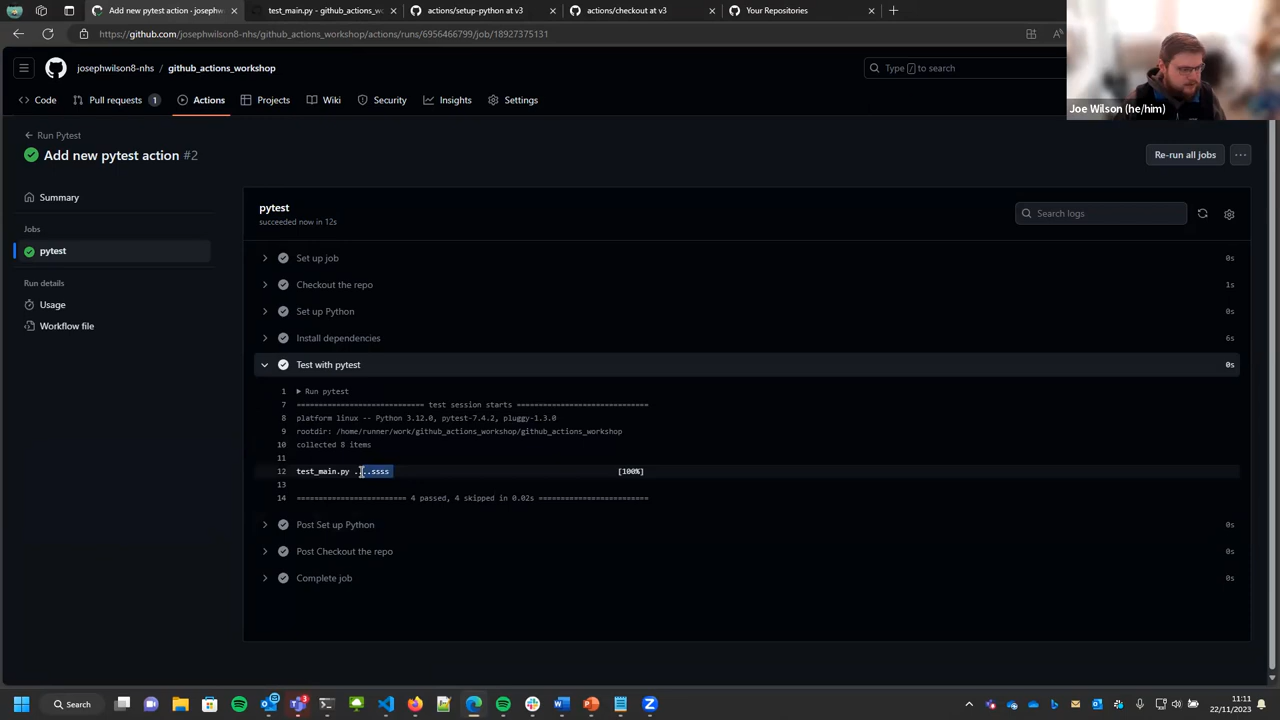 Add new pytest action · josephw
test_main.py - github_actions_wo
actions/setup-python at v3
actions/checkout at v3
Your Repositories
https://github.com/josephwilson8-nhs/github_actions_workshop/actions/runs/6956466799/job/18927375131
josephwilson8-nhs / github_actions_workshop
Type / to search
Joe Wilson (he/him)
Code
Pull requests 1
Actions
Projects
Wiki
Insights
Security
Insights
Settings
Run Pytest
Add new pytest action #2
Re-run all jobs
Summary
Jobs
pytest
Run details
Usage
Workflow file
pytest
succeeded now in 12s
Search logs
Set up job 0s
Checkout the repo 1s
Set up Python 0s
Install dependencies 6s
Test with pytest 0s
1 Run pytest
7 ============================ test session starts =============================
8 platform linux -- Python 3.12.0, pytest-7.4.2, pluggy-1.3.0
9 rootdir: /home/runner/work/github_actions_workshop/github_actions_workshop
10 collected 8 items
11
12 test_main.py ....ssss [100%]
13
14 ======================== 4 passed, 4 skipped in 0.02s ========================
Post Set up Python 0s
Post Checkout the repo 0s
Complete job 0s
Search
3
11:11
22/11/2023